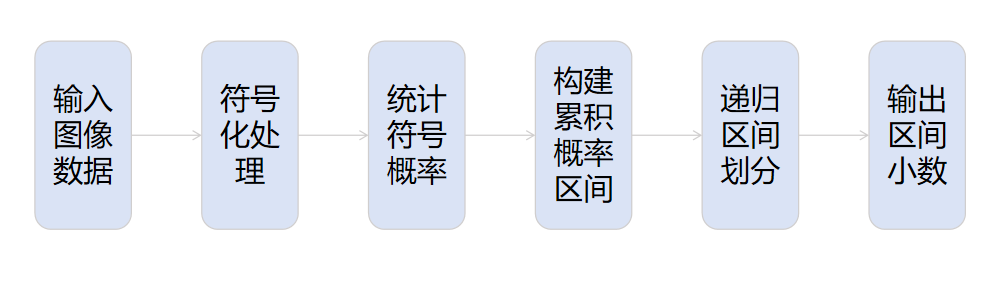 输入
图像
数据
符号
化处
理
统计
符号
概率
构建
累积
概率
区间
递归
区间
划分
输出
区间
小数